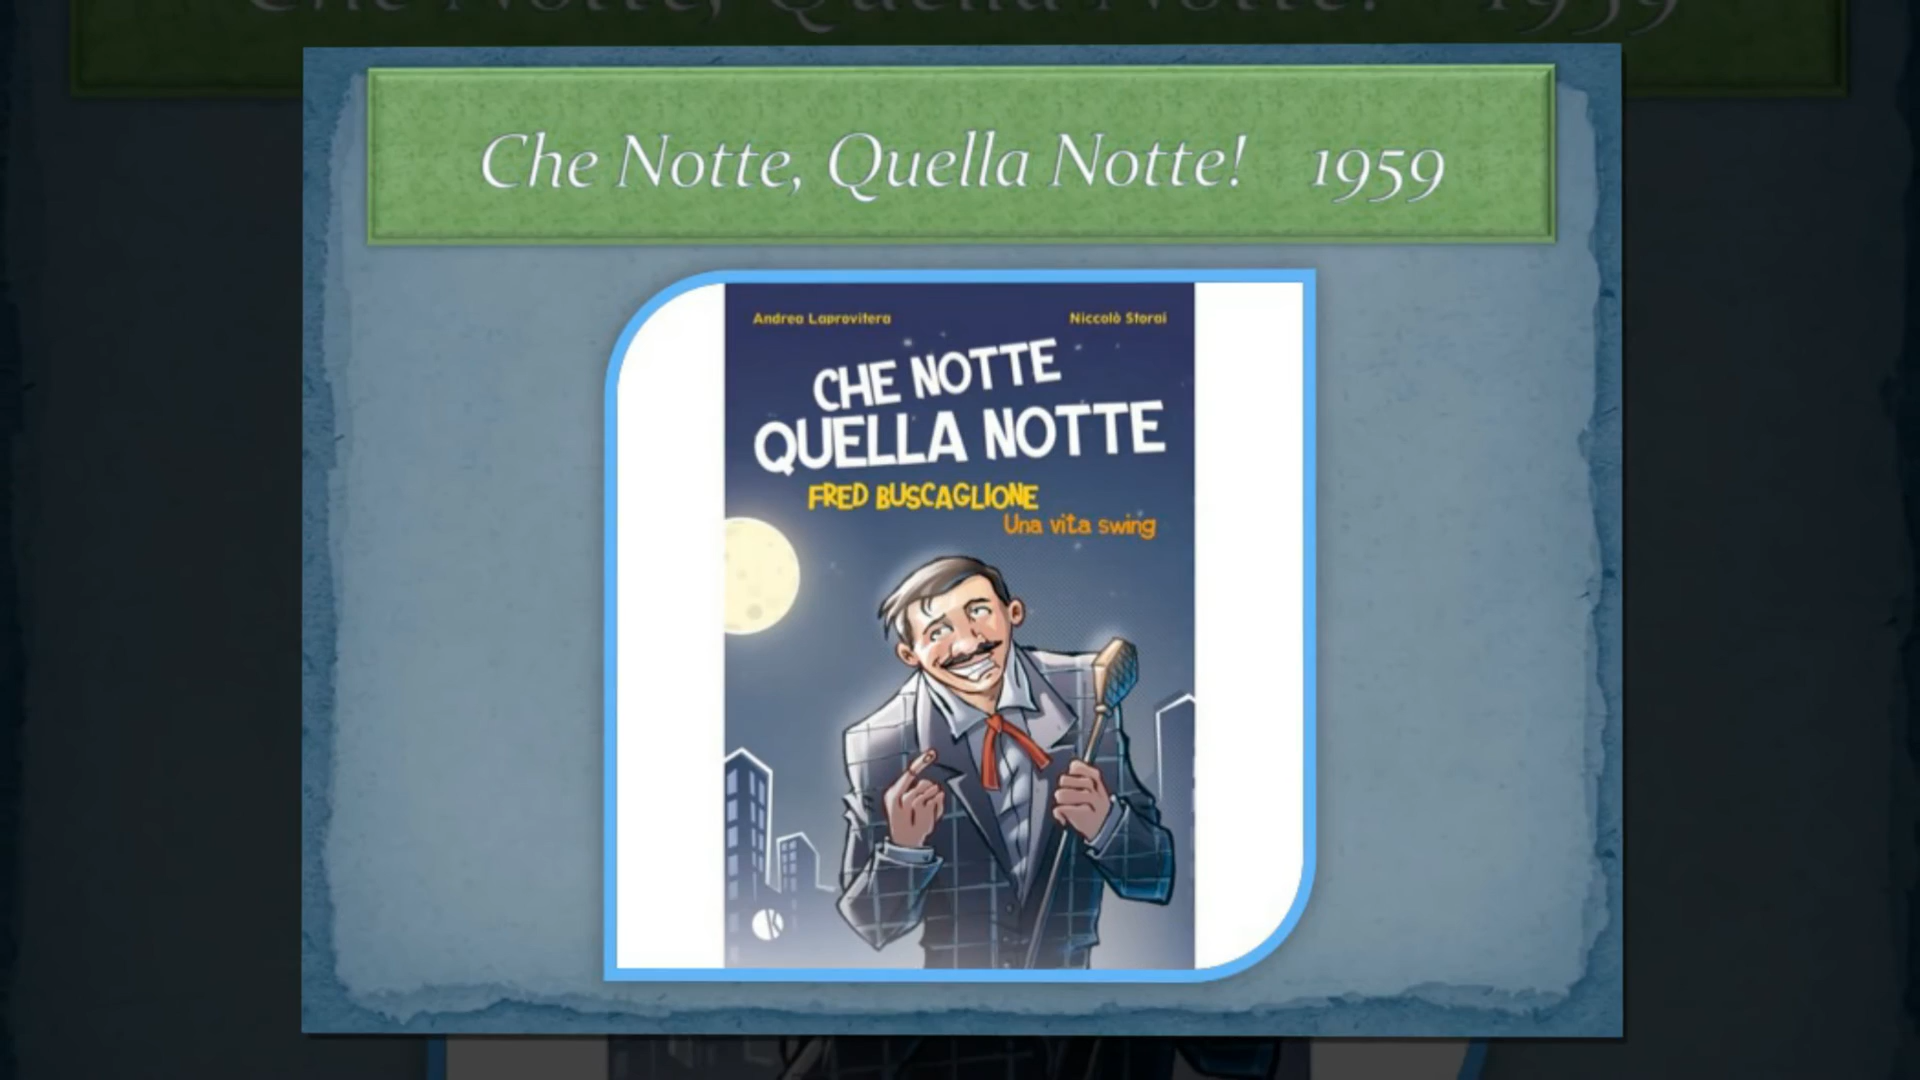 Che Notte, Quella Notte! 1959
Andrea Laprovitera Niccolò Storai
CHE NOTTE
QUELLA NOTTE
FRED BUSCAGLIONE
Una vita swing